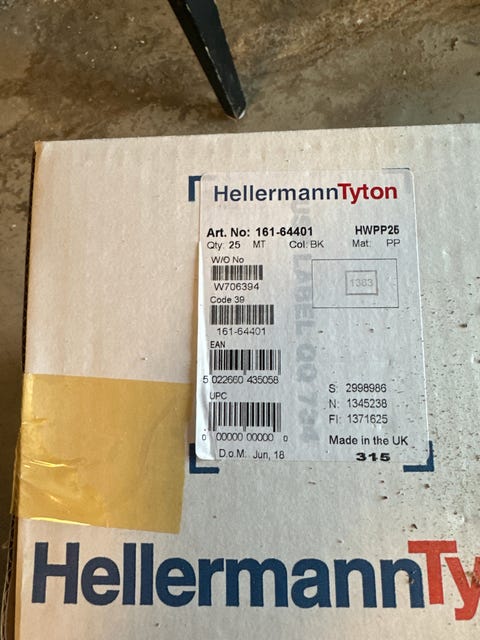 HellermannTyton
Art. No: 161-64401 HWPP25
Qty: 25 MT Col: BK Mat: PP
W/O No
W706394
1383
Code 39
161-64401
EAN
5 022660 435058
UPC
S: 2998986
N: 1345238
FI: 1371625
0 00000 00000 0
Made in the UK
D.o.M. Jun, 18
315
HellermannTy